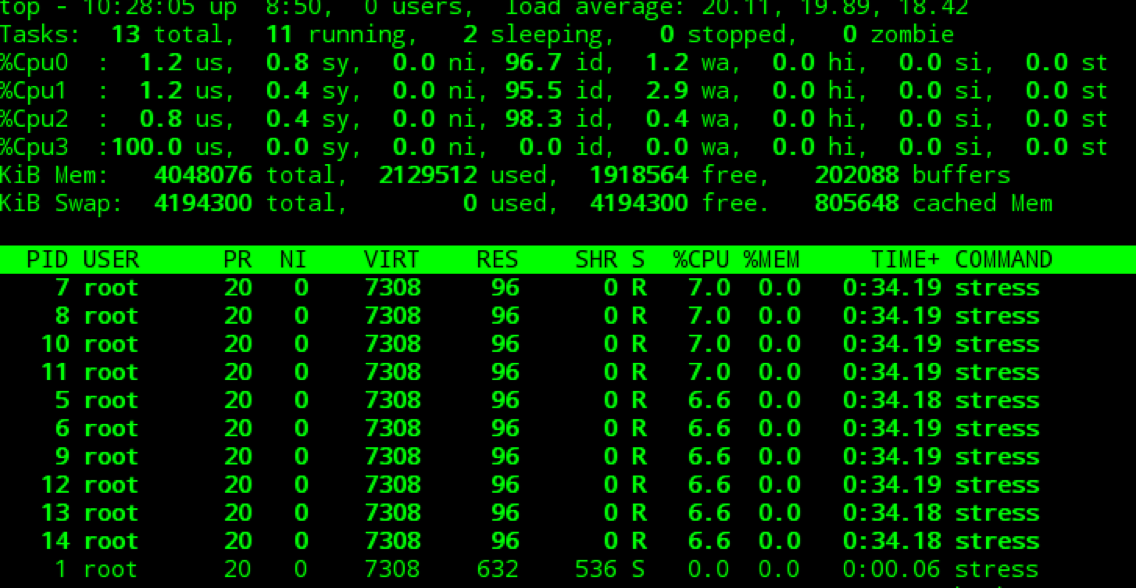 top - 10:28:05 up  8:50,  0 users,  load average: 20.11, 19.89, 18.42
Tasks:  13 total,  11 running,   2 sleeping,   0 stopped,   0 zombie
%Cpu0  :  1.2 us,  0.8 sy,  0.0 ni, 96.7 id,  1.2 wa,  0.0 hi,  0.0 si,  0.0 st
%Cpu1  :  1.2 us,  0.4 sy,  0.0 ni, 95.5 id,  2.9 wa,  0.0 hi,  0.0 si,  0.0 st
%Cpu2  :  0.8 us,  0.4 sy,  0.0 ni, 98.3 id,  0.4 wa,  0.0 hi,  0.0 si,  0.0 st
%Cpu3  :100.0 us,  0.0 sy,  0.0 ni,  0.0 id,  0.0 wa,  0.0 hi,  0.0 si,  0.0 st
KiB Mem:   4048076 total,  2129512 used,  1918564 free,   202088 buffers
KiB Swap:  4194300 total,        0 used,  4194300 free.   805648 cached Mem
PID USER      PR  NI    VIRT    RES    SHR S  %CPU %MEM     TIME+ COMMAND
7 root      20   0    7308     96      0 R   7.0  0.0   0:34.19 stress
8 root      20   0    7308     96      0 R   7.0  0.0   0:34.19 stress
10 root      20   0    7308     96      0 R   7.0  0.0   0:34.19 stress
11 root      20   0    7308     96      0 R   7.0  0.0   0:34.19 stress
5 root      20   0    7308     96      0 R   6.6  0.0   0:34.18 stress
6 root      20   0    7308     96      0 R   6.6  0.0   0:34.18 stress
9 root      20   0    7308     96      0 R   6.6  0.0   0:34.19 stress
12 root      20   0    7308     96      0 R   6.6  0.0   0:34.19 stress
13 root      20   0    7308     96      0 R   6.6  0.0   0:34.18 stress
14 root      20   0    7308     96      0 R   6.6  0.0   0:34.18 stress
1 root      20   0    7308    632    536 S   0.0  0.0   0:00.06 stress